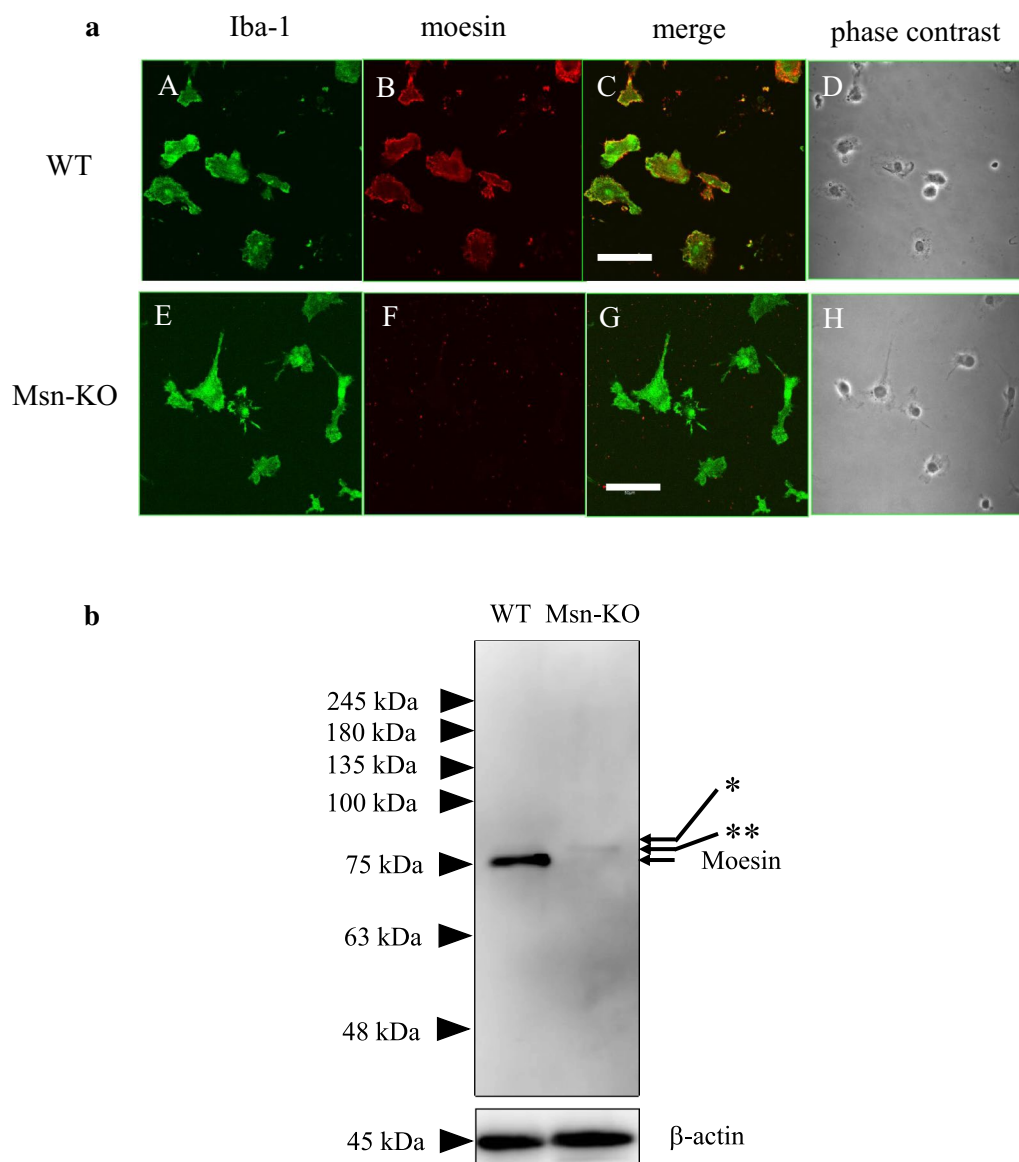 a
Iba-1 moesin merge phase contrast
WT
A B C D
Msn-KO
E F G H
b
WT Msn-KO
245 kDa
180 kDa
135 kDa
100 kDa
*
**
Moesin
75 kDa
63 kDa
48 kDa
45 kDa
β-actin